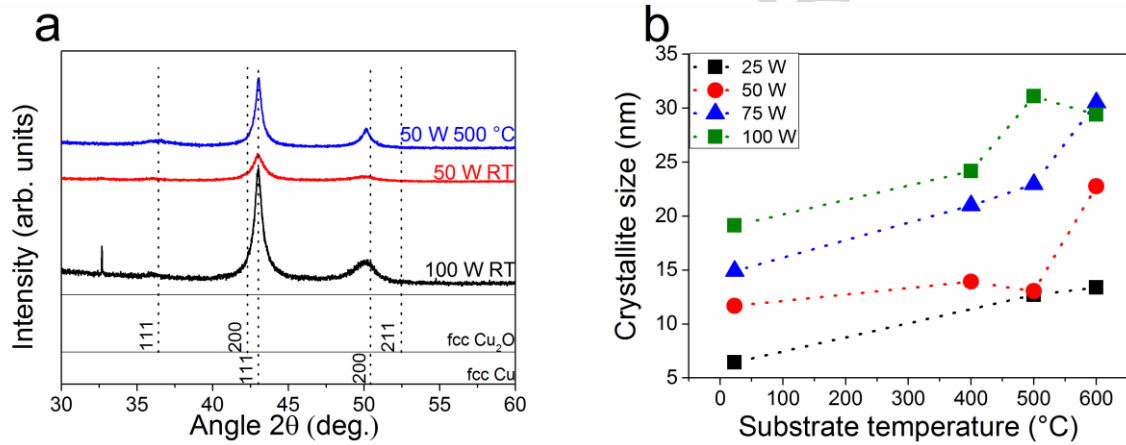 a
Intensity (arb. units)
50 W 500 °C
50 W RT
100 W RT
111
200
211
fcc Cu₂O
111
200
fcc Cu
30 35 40 45 50 55 60
Angle 2θ (deg.)
b
Crystallite size (nm)
35
30
25
20
15
10
5
25 W
50 W
75 W
100 W
0 100 200 300 400 500 600
Substrate temperature (°C)